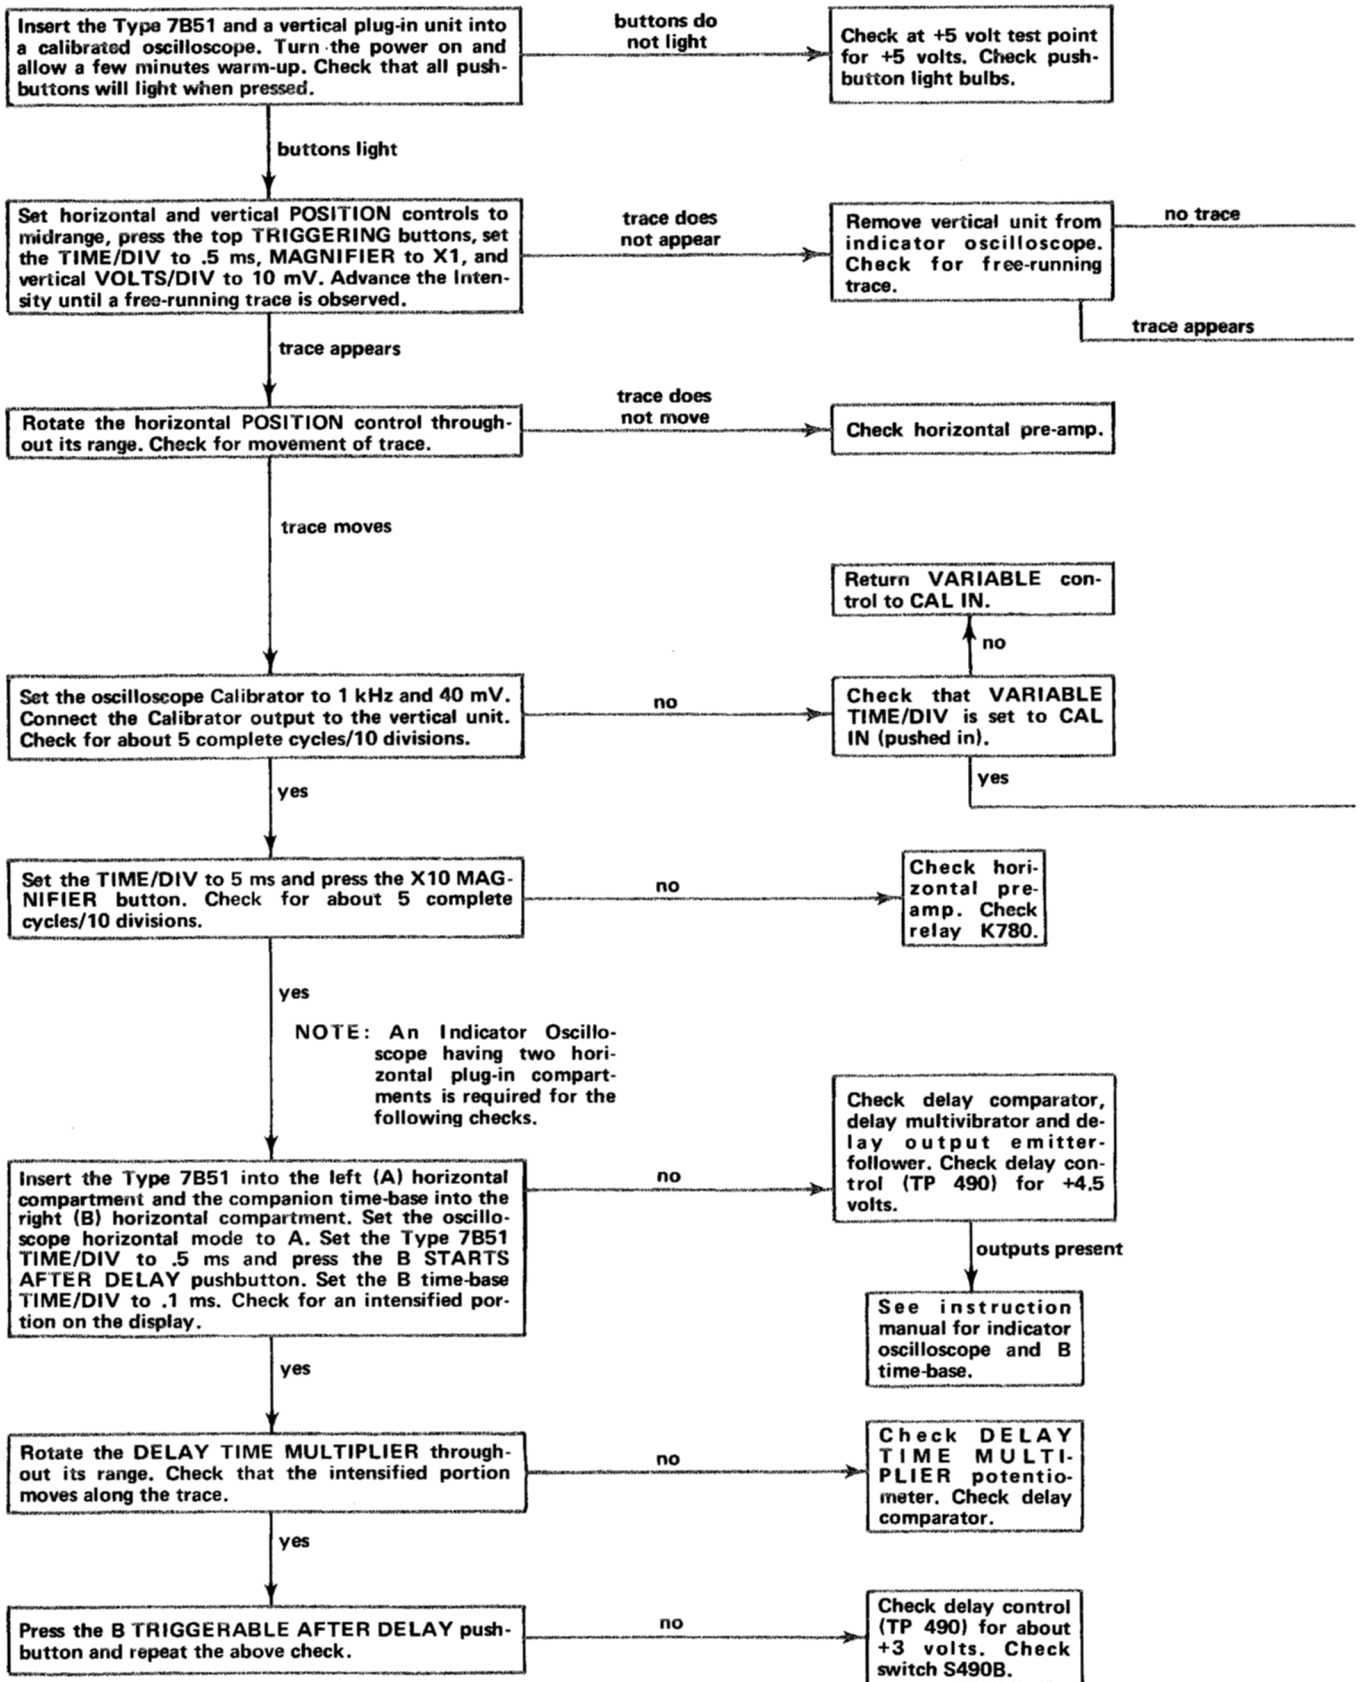 Insert the Type 7B51 and a vertical plug-in unit into
a calibrated oscilloscope. Turn the power on and
allow a few minutes warm-up. Check that all push-
buttons will light when pressed.
buttons do
not light
Check at +5 volt test point
for +5 volts. Check push-
button light bulbs.
buttons light
Set horizontal and vertical POSITION controls to
midrange, press the top TRIGGERING buttons, set
the TIME/DIV to .5 ms, MAGNIFIER to X1, and
vertical VOLTS/DIV to 10 mV. Advance the Inten-
sity until a free-running trace is observed.
trace does
not appear
Remove vertical unit from
indicator oscilloscope.
Check for free-running
trace.
no trace
trace appears
trace appears
Rotate the horizontal POSITION control through-
out its range. Check for movement of trace.
trace does
not move
Check horizontal pre-amp.
trace moves
Return VARIABLE con-
trol to CAL IN.
no
Set the oscilloscope Calibrator to 1 kHz and 40 mV.
Connect the Calibrator output to the vertical unit.
Check for about 5 complete cycles/10 divisions.
no
Check that VARIABLE
TIME/DIV is set to CAL
IN (pushed in).
yes
yes
Set the TIME/DIV to 5 ms and press the X10 MAG-
NIFIER button. Check for about 5 complete
cycles/10 divisions.
no
Check hori-
zontal pre-
amp. Check
relay K780.
yes
NOTE: An Indicator Oscillo-
scope having two hori-
zontal plug-in compart-
ments is required for the
following checks.
Insert the Type 7B51 into the left (A) horizontal
compartment and the companion time-base into the
right (B) horizontal compartment. Set the oscillo-
scope horizontal mode to A. Set the Type 7B51
TIME/DIV to .5 ms and press the B STARTS
AFTER DELAY pushbutton. Set the B time-base
TIME/DIV to .1 ms. Check for an intensified por-
tion on the display.
no
Check delay comparator,
delay multivibrator and de-
lay output emitter-
follower. Check delay con-
trol (TP 490) for +4.5
volts.
outputs present
See instruction
manual for indicator
oscilloscope and B
time-base.
yes
Rotate the DELAY TIME MULTIPLIER through-
out its range. Check that the intensified portion
moves along the trace.
no
Check DELAY
TIME MULTI-
PLIER potentio-
meter. Check delay
comparator.
yes
Press the B TRIGGERABLE AFTER DELAY push-
button and repeat the above check.
no
Check delay control
(TP 490) for about
+3 volts. Check
switch S490B.